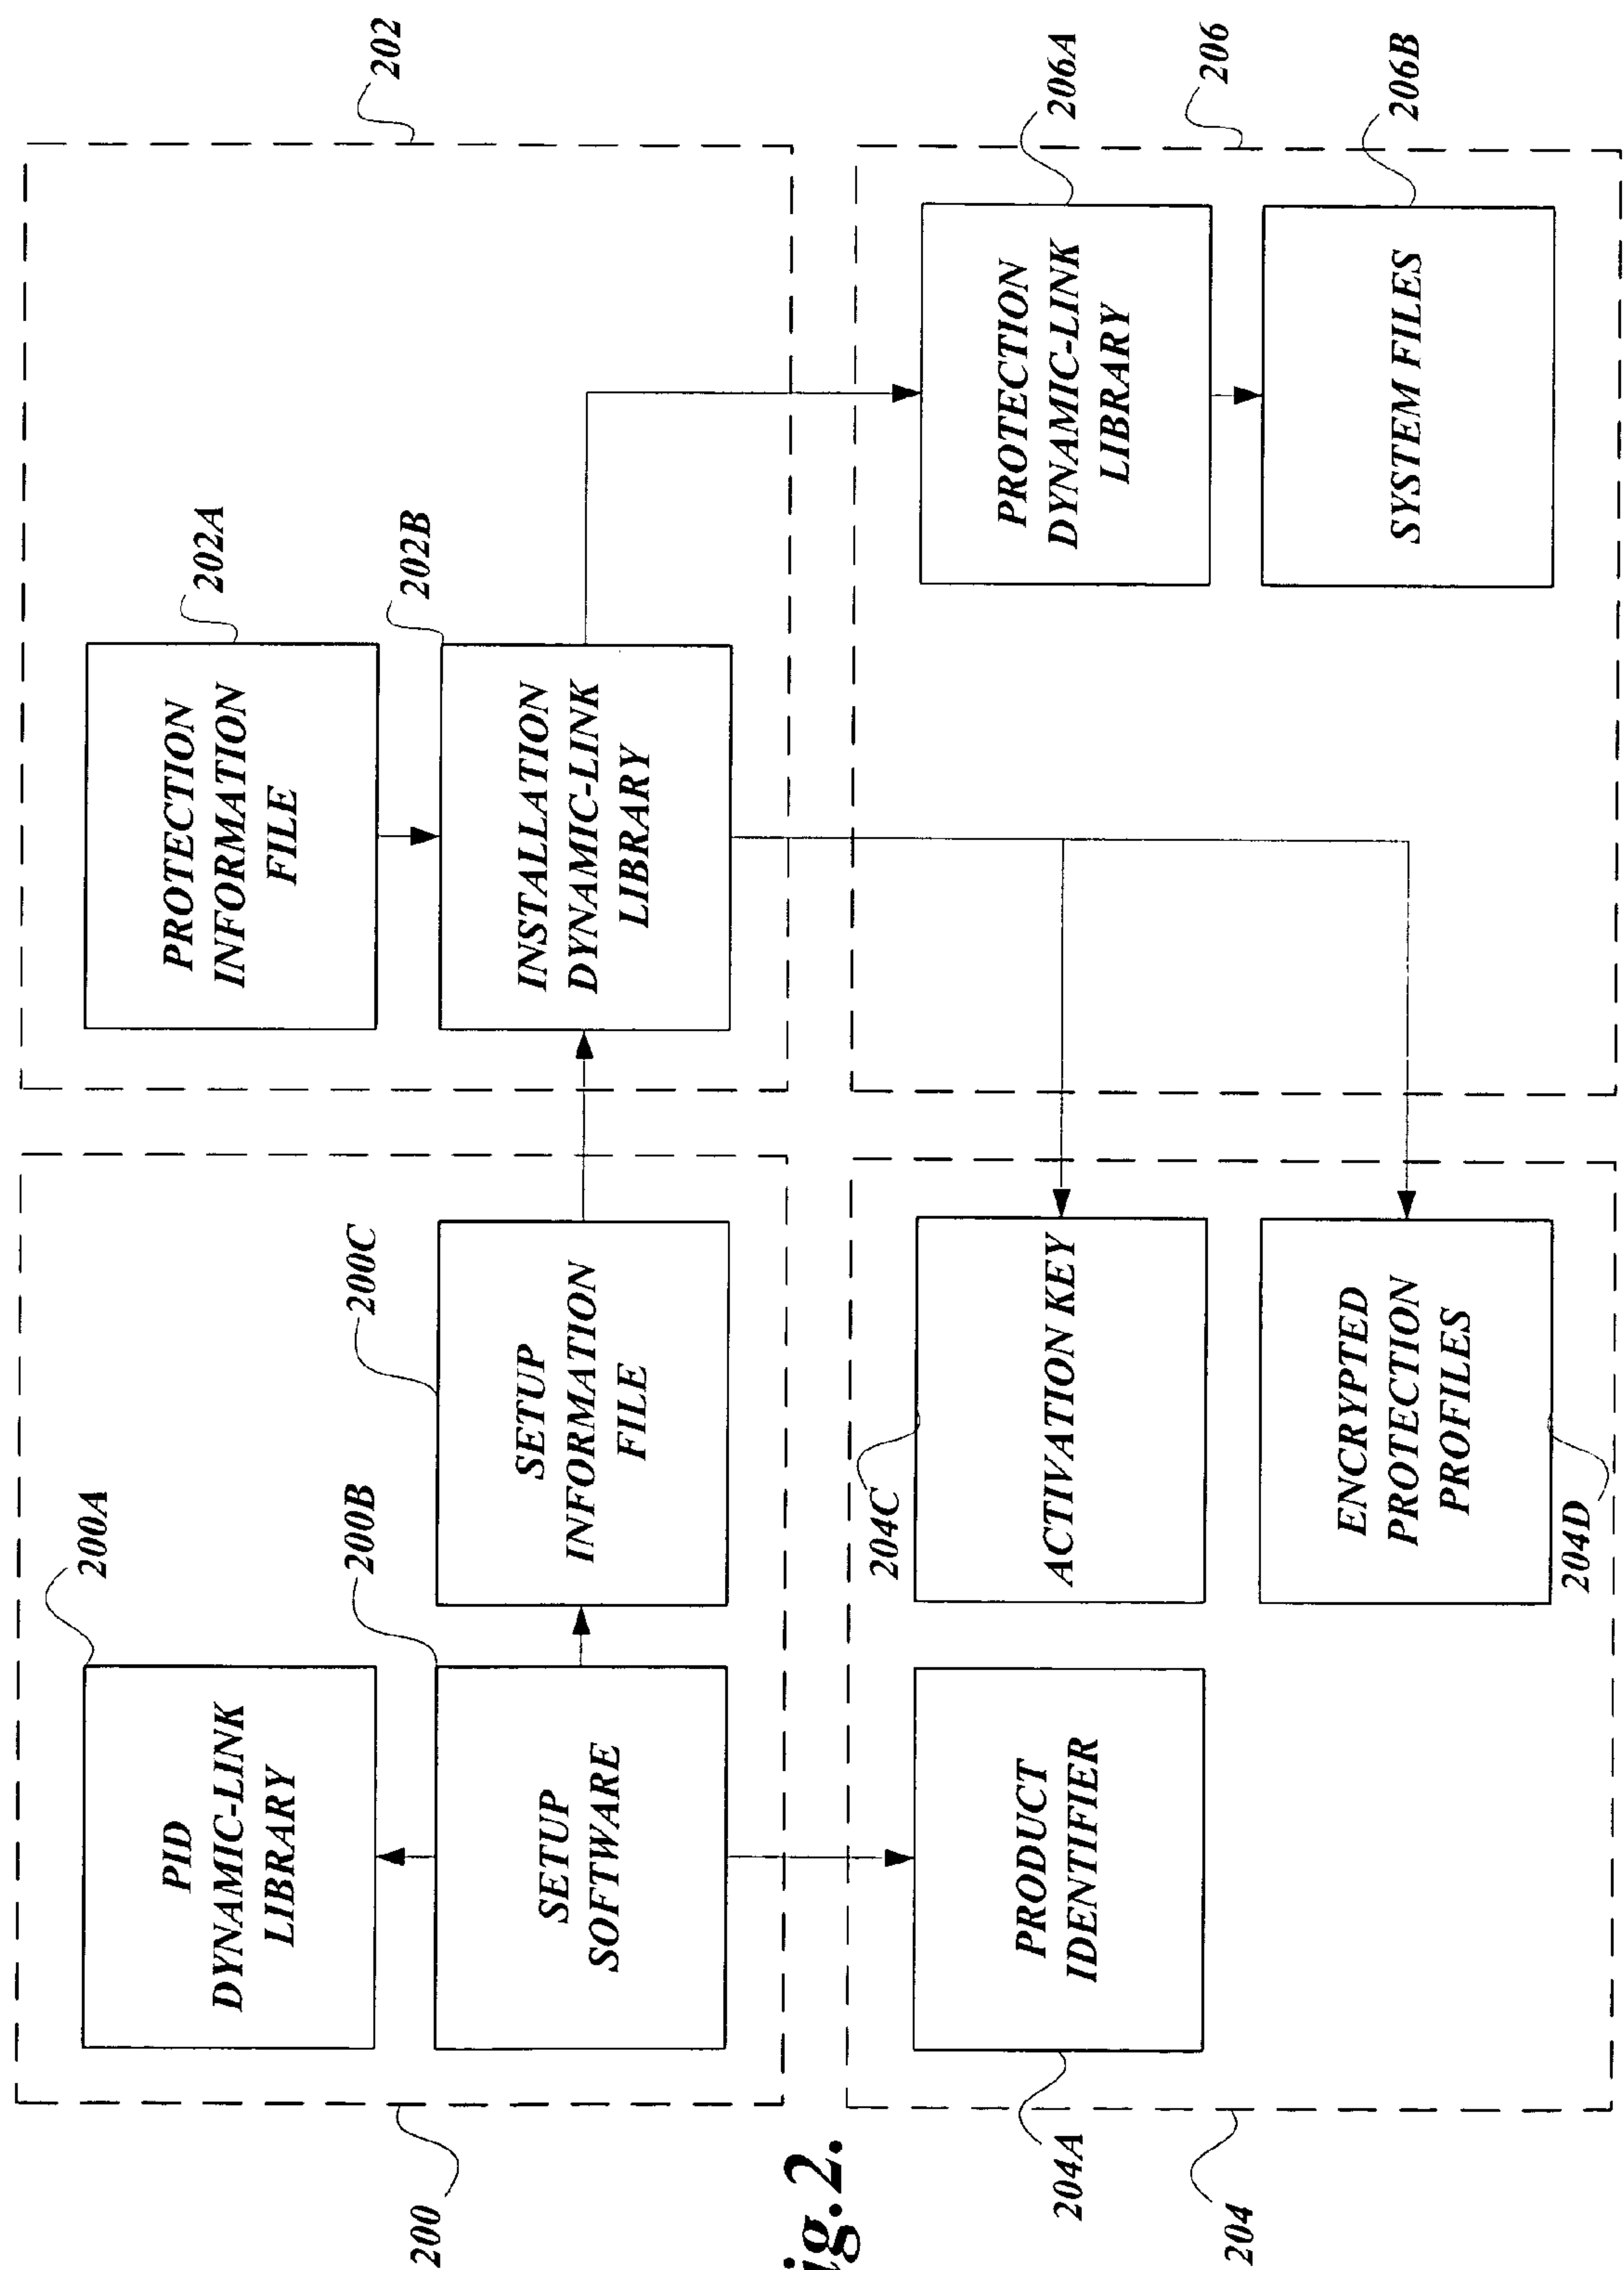 200A
PID
DYNAMIC-LINK
LIBRARY
200B
SETUP
SOFTWARE
200C
SETUP
INFORMATION
FILE
200
202A
PROTECTION
INFORMATION
FILE
202B
INSTALLATION
DYNAMIC-LINK
LIBRARY
202
204A
PRODUCT
IDENTIFIER
204C
ACTIVATION KEY
ENCRYPTED
PROTECTION
PROFILES
204D
204
206A
PROTECTION
DYNAMIC-LINK
LIBRARY
206
206B
SYSTEM FILES
ig.2.